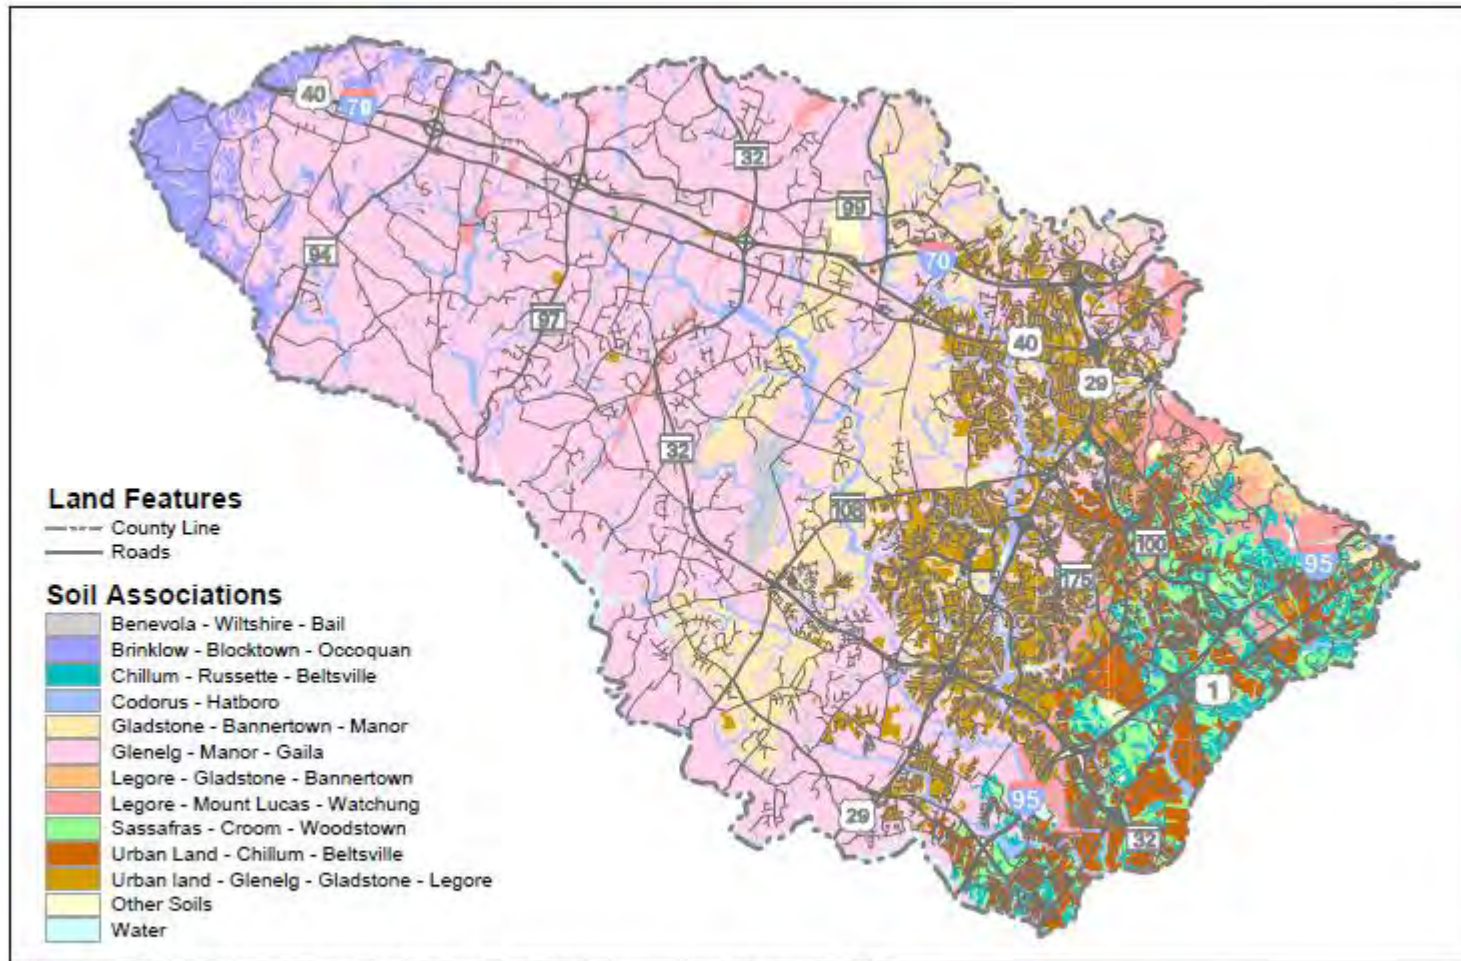 40
70
32
99
94
70
97
40
29
32
108
100
95
175
1
95
29
32
Land Features
County Line
Roads
Soil Associations
Benevola - Wiltshire - Bail
Brinklow - Blocktown - Occoquan
Chillum - Russette - Beltsville
Codorus - Hatboro
Gladstone - Bannertown - Manor
Glenelg - Manor - Gaila
Legore - Gladstone - Bannertown
Legore - Mount Lucas - Watchung
Sassafras - Croom - Woodstown
Urban Land - Chillum - Beltsville
Urban land - Glenelg - Gladstone - Legore
Other Soils
Water